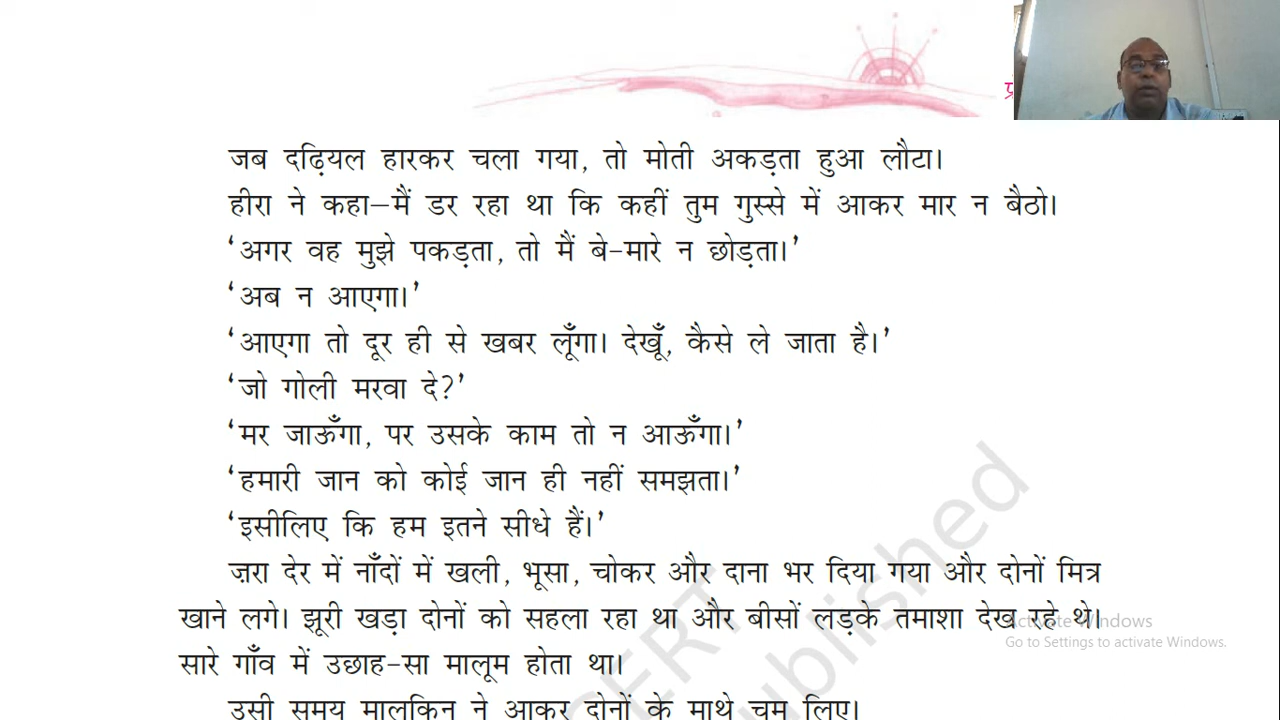 प्रे
जब दढ़ियल हारकर चला गया, तो मोती अकड़ता हुआ लौटा।
हीरा ने कहा—मैं डर रहा था कि कहीं तुम गुस्से में आकर मार न बैठो।
‘अगर वह मुझे पकड़ता, तो मैं बे-मारे न छोड़ता।’
‘अब न आएगा।’
‘आएगा तो दूर ही से खबर लूँगा। देखूँ, कैसे ले जाता है।’
‘जो गोली मरवा दे?’
‘मर जाऊँगा, पर उसके काम तो न आऊँगा।’
‘हमारी जान को कोई जान ही नहीं समझता।’
‘इसीलिए कि हम इतने सीधे हैं।’
ज़रा देर में नाँदों में खली, भूसा, चोकर और दाना भर दिया गया और दोनों मित्र
खाने लगे। झूरी खड़ा दोनों को सहला रहा था और बीसों लड़के तमाशा देख रहे थे।
सारे गाँव में उछाह-सा मालूम होता था।
उसी समय मालकिन ने आकर दोनों के माथे चूम लिए।
Activate Windows
Go to Settings to activate Windows.